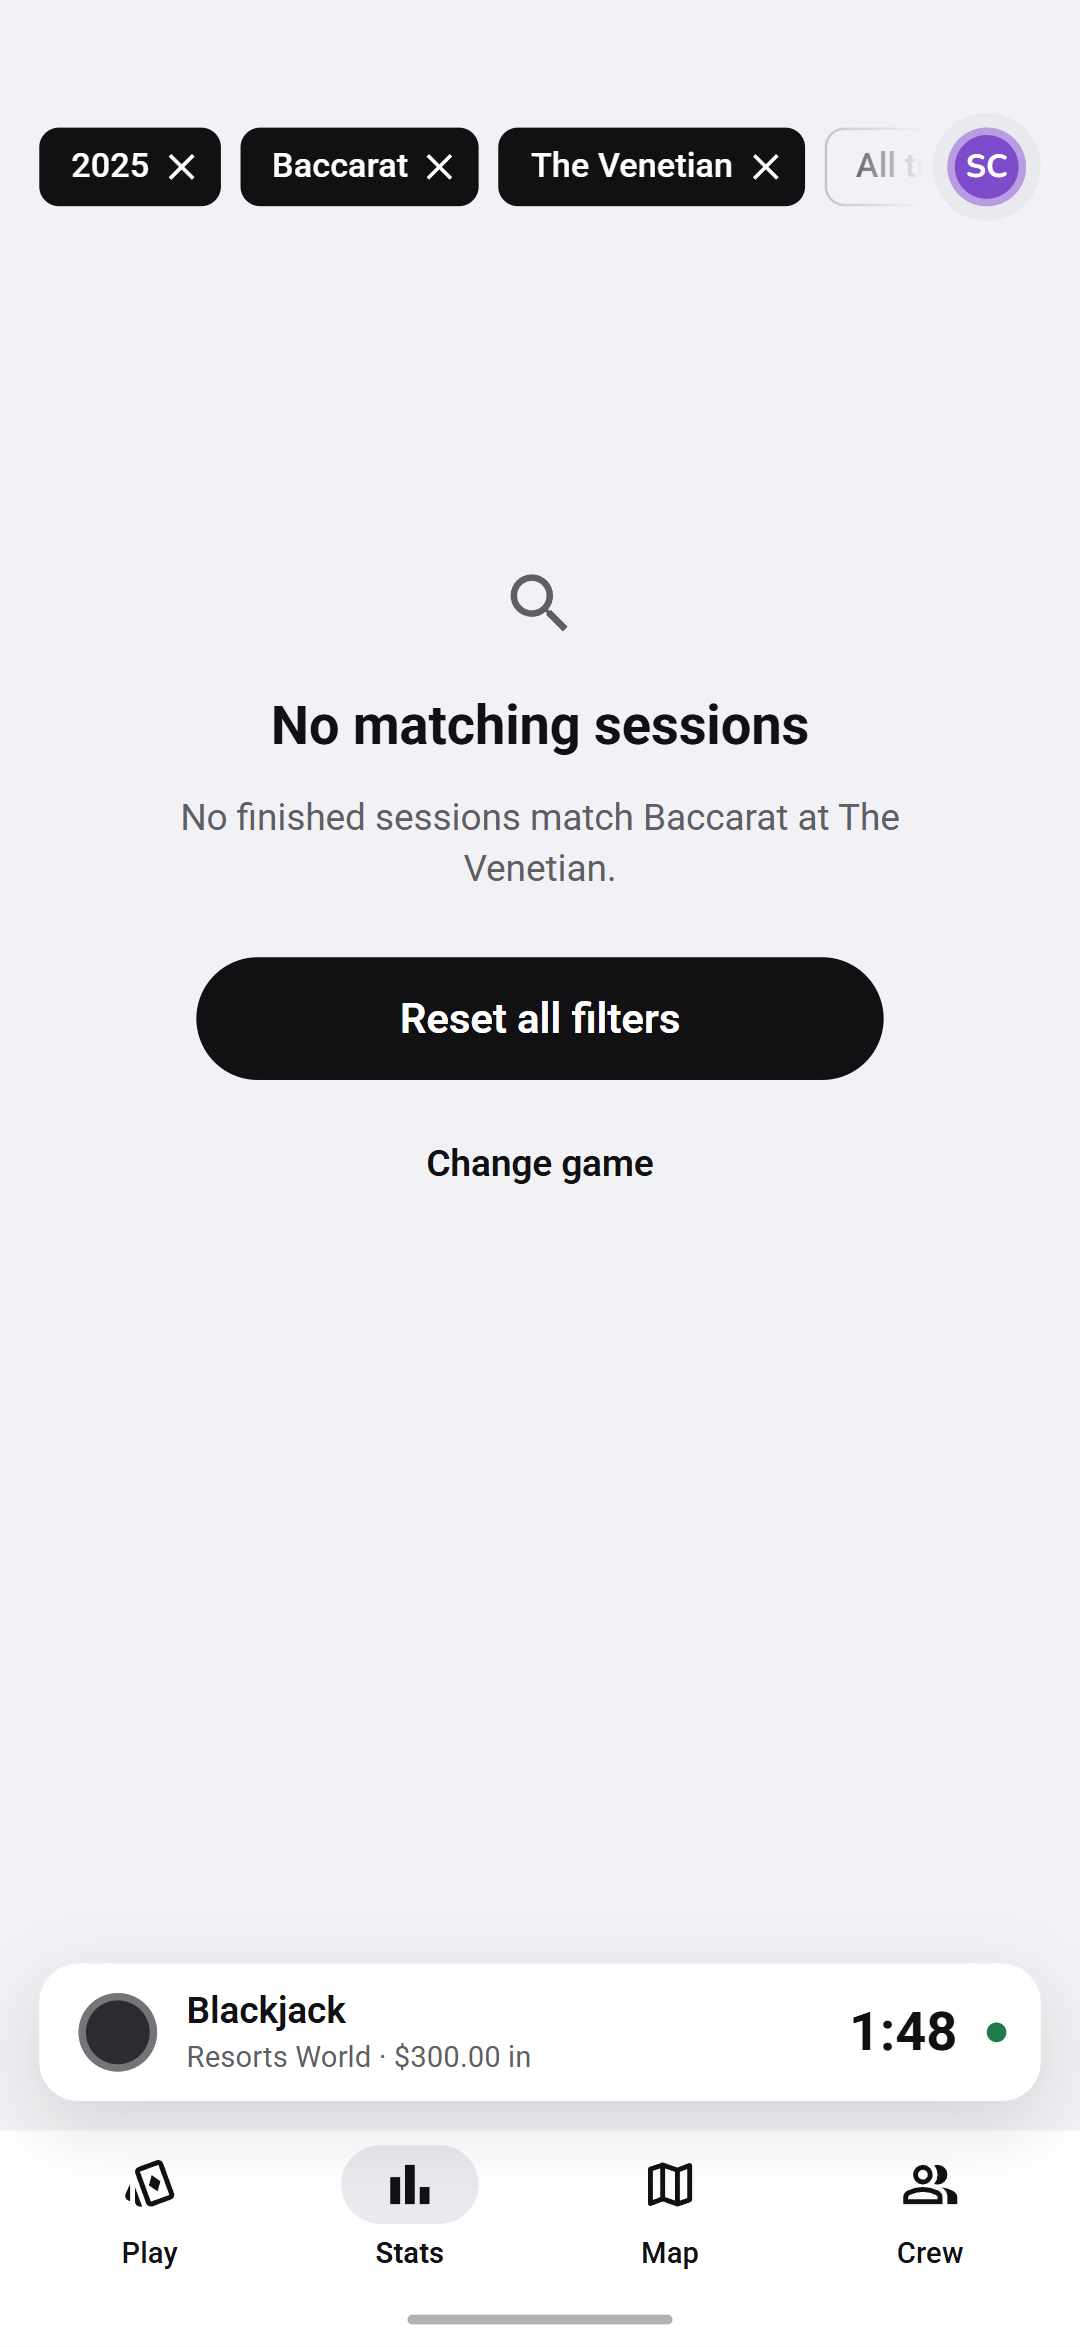 2025
Baccarat
The Venetian
All
SC
No matching sessions
No finished sessions match Baccarat at The
Venetian.
Reset all filters
Change game
Blackjack
Resorts World · $300.00 in
1:48
Play
Stats
Map
Crew